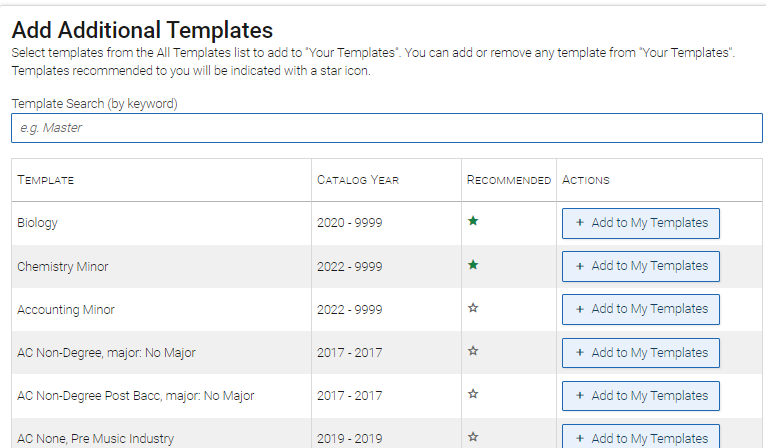 Add Additional Templates
Select templates from the All Templates list to add to "Your Templates". You can add or remove any template from "Your Templates".
Templates recommended to you will be indicated with a star icon.
Template Search (by keyword)
e.g. Master
Template Catalog Year Recommended Actions
Biology 2020 - 9999 + Add to My Templates
Chemistry Minor 2022 - 9999 + Add to My Templates
Accounting Minor 2022 - 9999 + Add to My Templates
AC Non-Degree, major: No Major 2017 - 2017 + Add to My Templates
AC Non-Degree Post Bacc, major: No Major 2017 - 2017 + Add to My Templates
AC None, Pre Music Industry 2019 - 2019 + Add to My Templates